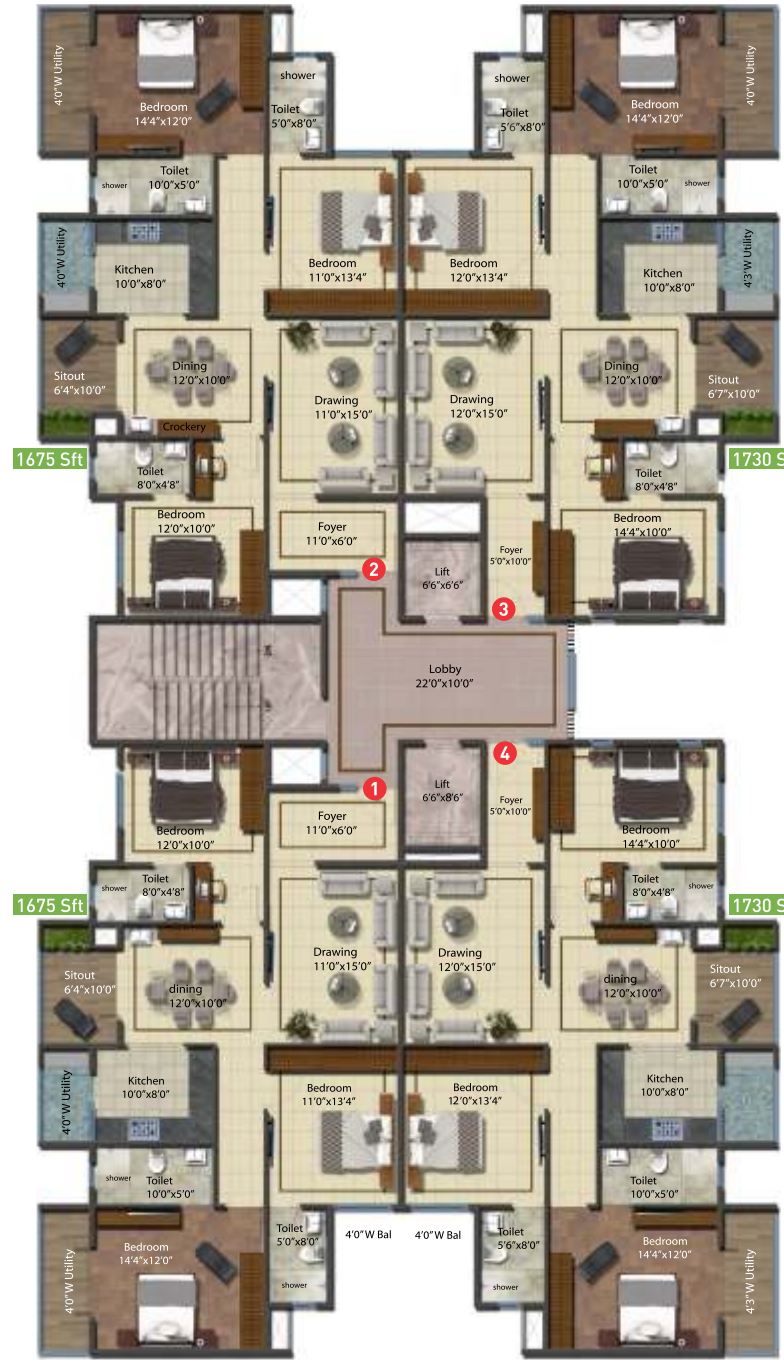 4'0"W Utility
Bedroom
14'4"x12'0"
shower
Toilet
5'0"x8'0"
shower
Toilet
5'6"x8'0"
Bedroom
14'4"x12'0"
4'0"W Utility
Toilet
10'0"x5'0"
shower
Toilet
10'0"x5'0"
shower
4'0"W Utility
Kitchen
10'0"x8'0"
Bedroom
11'0"x13'4"
Bedroom
12'0"x13'4"
Kitchen
10'0"x8'0"
4'3"W Utility
Sitout
6'4"x10'0"
Dining
12'0"x10'0"
Drawing
11'0"x15'0"
Drawing
12'0"x15'0"
Dining
12'0"x10'0"
Sitout
6'7"x10'0"
Crockery
1675 Sft
1730 S
Toilet
8'0"x4'8"
Toilet
8'0"x4'8"
Bedroom
12'0"x10'0"
Foyer
11'0"x6'0"
Lift
6'6"x6'6"
Foyer
5'0"x10'0"
Bedroom
14'4"x10'0"
2
3
Lobby
22'0"x10'0"
1
4
Bedroom
12'0"x10'0"
Foyer
11'0"x6'0"
Lift
6'6"x8'6"
Foyer
5'0"x10'0"
Bedroom
14'4"x10'0"
shower
Toilet
8'0"x4'8"
Toilet
8'0"x4'8"
shower
1675 Sft
1730 S
Sitout
6'4"x10'0"
dining
12'0"x10'0"
Drawing
11'0"x15'0"
Drawing
12'0"x15'0"
dining
12'0"x10'0"
Sitout
6'7"x10'0"
4'0"W Utility
Kitchen
10'0"x8'0"
Bedroom
11'0"x13'4"
Bedroom
12'0"x13'4"
Kitchen
10'0"x8'0"
shower
Toilet
10'0"x5'0"
Toilet
10'0"x5'0"
4'0"W Utility
Bedroom
14'4"x12'0"
Toilet
5'0"x8'0"
shower
4'0"W Bal
4'0"W Bal
Toilet
5'6"x8'0"
shower
Bedroom
14'4"x12'0"
4'3"W Utility